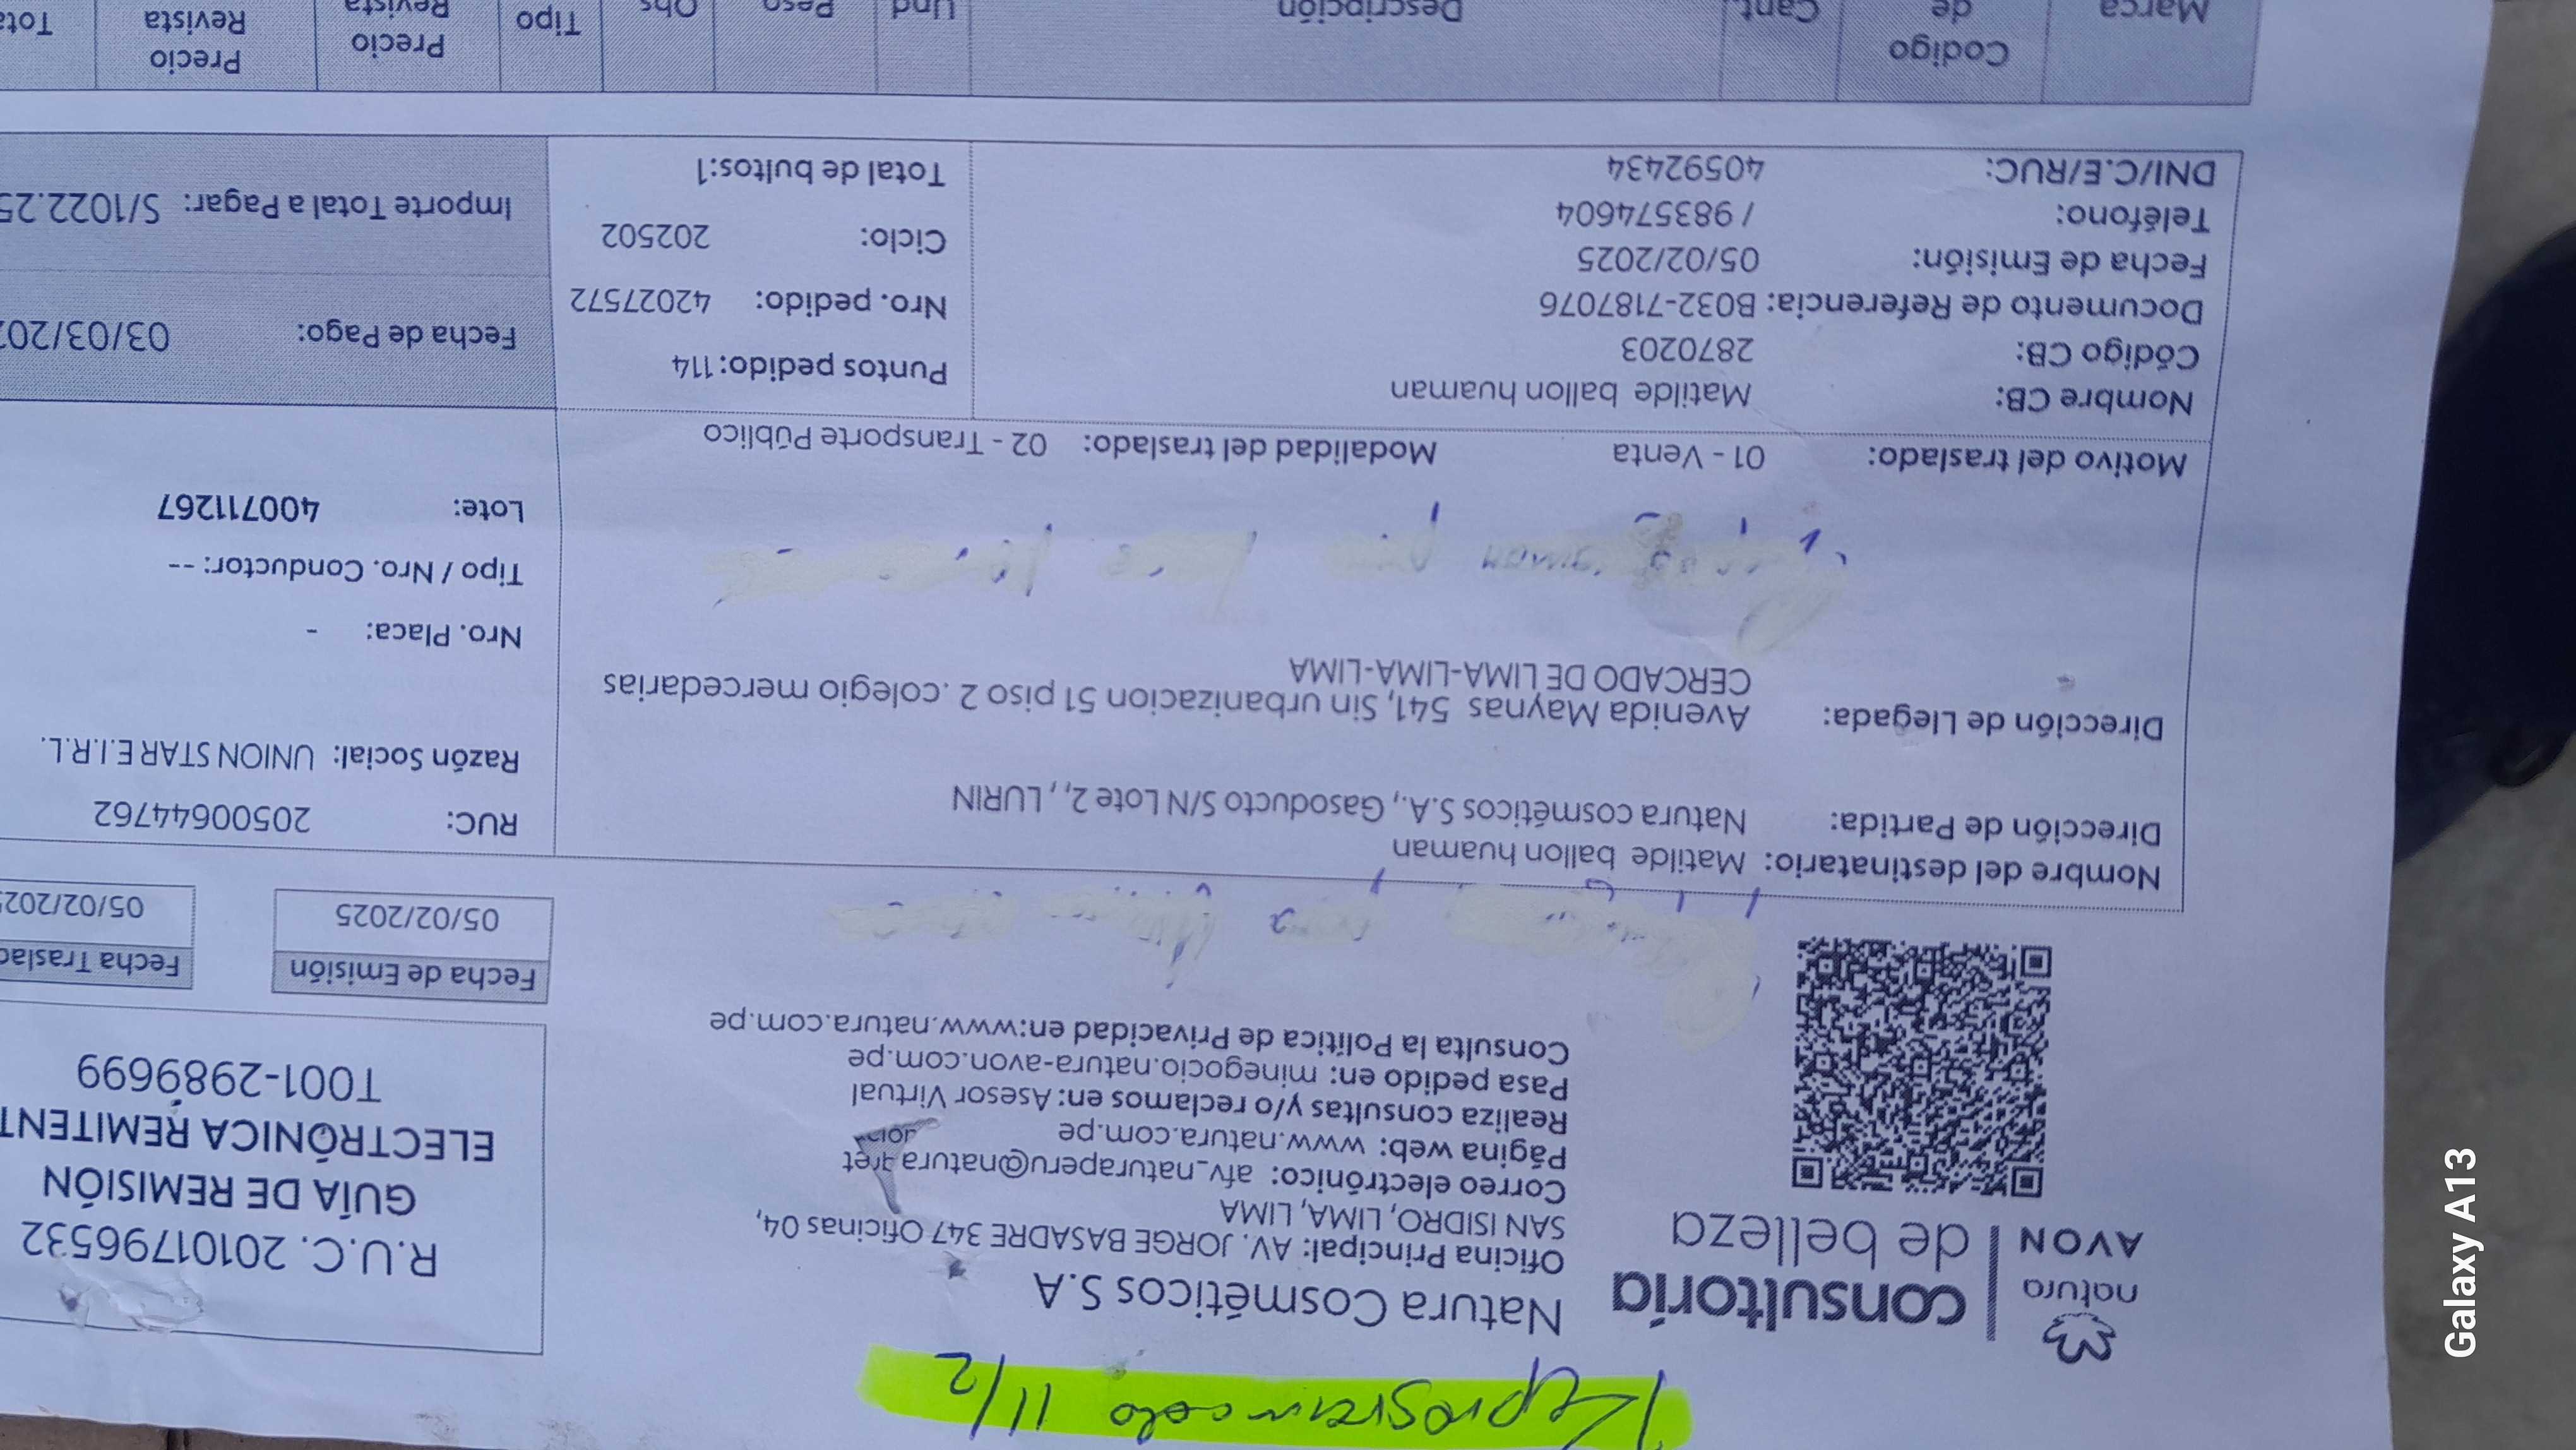 Reprogramado 11/2
natura
AVON
consultoría
de belleza
Natura Cosméticos S.A
Oficina Principal: AV. JORGE BASADRE 347 Oficinas 04,
SAN ISIDRO, LIMA, LIMA
Correo electrónico: afv_naturaperu@natura.net
Página web: www.natura.com.pe
Realiza consultas y/o reclamos en: Asesor Virtual
Pasa pedido en: minegocio.natura-avon.com.pe
Consulta la Política de Privacidad en: www.natura.com.pe
R.U.C. 20101796532
GUÍA DE REMISIÓN
ELECTRÓNICA REMITENT
T001-2989699
Fecha de Emisión
05/02/2025
Fecha Traslad
05/02/202
Nombre del destinatario: Matilde ballon huaman
Dirección de Partida: Natura cosméticos S.A., Gasoducto S/N Lote 2, , LURIN
Dirección de Llegada: Avenida Maynas 541, Sin urbanizacion 51 piso 2 .colegio mercedarias
CERCADO DE LIMA-LIMA-LIMA
RUC: 20500644762
Razón Social: UNION STAR E.I.R.L.
Nro. Placa: -
Tipo / Nro. Conductor: --
Lote: 400711267
Motivo del traslado: 01 - Venta Modalidad del traslado: 02 - Transporte Público
Nombre CB: Matilde ballon huaman
Código CB: 2870203
Documento de Referencia: B032-7187076
Fecha de Emisión: 05/02/2025
Teléfono: / 983574604
DNI/C.E/RUC: 40592434
Puntos pedido: 114
Nro. pedido: 42027572
Ciclo: 202502
Total de bultos:1
Fecha de Pago: 03/03/202
Importe Total a Pagar: S/1022.25
Marca
Codigo
de
Cant.
Descripción
Und
Peso
Obs
Tipo
Precio
Revista
Precio
Revista
Tot
Galaxy A13